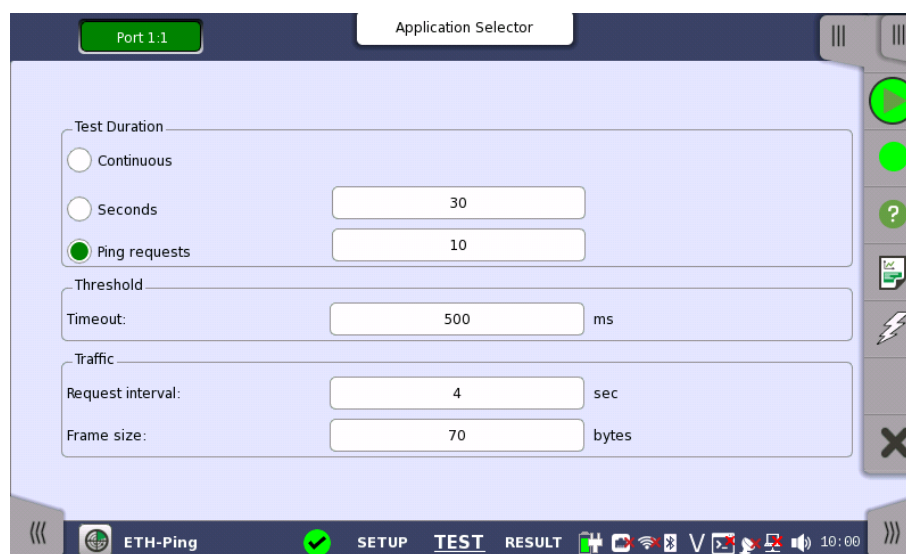 Port 1:1
Application Selector
Test Duration
Continuous
Seconds 30
Ping requests 10
Threshold
Timeout: 500 ms
Traffic
Request interval: 4 sec
Frame size: 70 bytes
ETH-Ping SETUP TEST RESULT 10:00